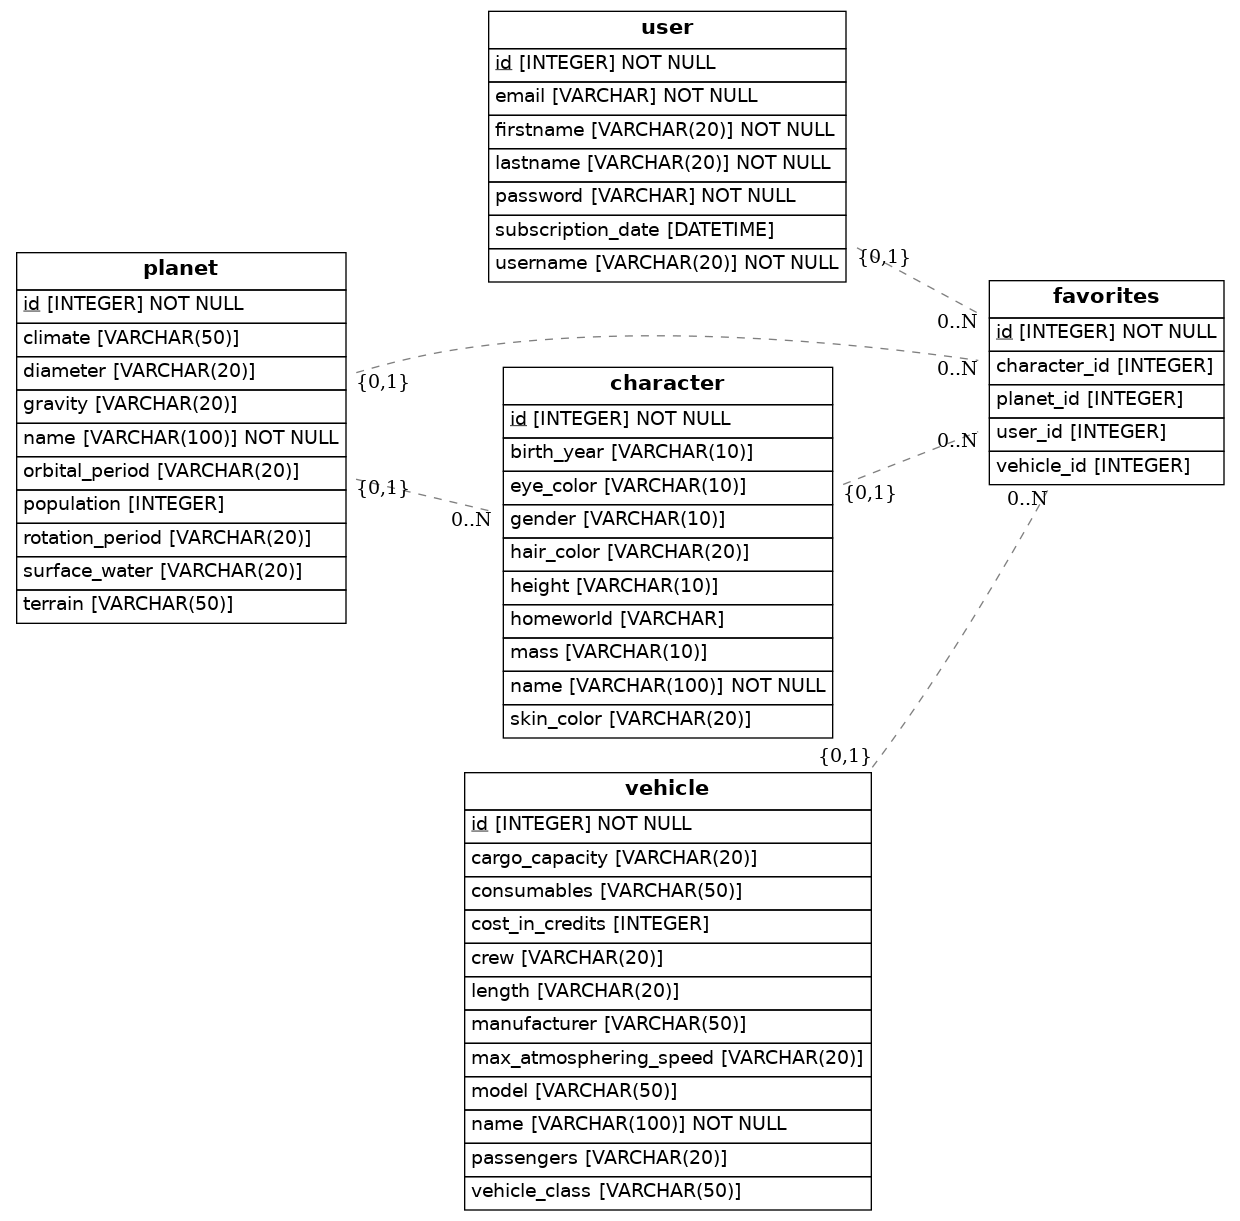 user
id [INTEGER] NOT NULL
email [VARCHAR] NOT NULL
firstname [VARCHAR(20)] NOT NULL
lastname [VARCHAR(20)] NOT NULL
password [VARCHAR] NOT NULL
subscription_date [DATETIME]
username [VARCHAR(20)] NOT NULL
{0,1}
0..N
planet
id [INTEGER] NOT NULL
climate [VARCHAR(50)]
diameter [VARCHAR(20)]
gravity [VARCHAR(20)]
name [VARCHAR(100)] NOT NULL
orbital_period [VARCHAR(20)]
population [INTEGER]
rotation_period [VARCHAR(20)]
surface_water [VARCHAR(20)]
terrain [VARCHAR(50)]
{0,1}
0..N
{0,1}
0..N
character
id [INTEGER] NOT NULL
birth_year [VARCHAR(10)]
eye_color [VARCHAR(10)]
gender [VARCHAR(10)]
hair_color [VARCHAR(20)]
height [VARCHAR(10)]
homeworld [VARCHAR]
mass [VARCHAR(10)]
name [VARCHAR(100)] NOT NULL
skin_color [VARCHAR(20)]
{0,1}
0..N
favorites
id [INTEGER] NOT NULL
character_id [INTEGER]
planet_id [INTEGER]
user_id [INTEGER]
vehicle_id [INTEGER]
0..N
{0,1}
vehicle
id [INTEGER] NOT NULL
cargo_capacity [VARCHAR(20)]
consumables [VARCHAR(50)]
cost_in_credits [INTEGER]
crew [VARCHAR(20)]
length [VARCHAR(20)]
manufacturer [VARCHAR(50)]
max_atmosphering_speed [VARCHAR(20)]
model [VARCHAR(50)]
name [VARCHAR(100)] NOT NULL
passengers [VARCHAR(20)]
vehicle_class [VARCHAR(50)]